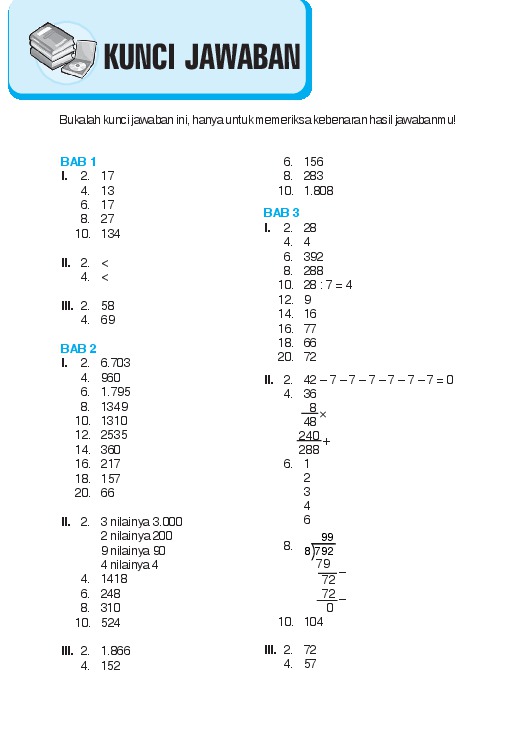 KUNCI JAWABAN
Bukalah kunci jawaban ini, hanya untuk memeriksa kebenaran hasil jawabanmu!
BAB 1
I. 2. 17
4. 13
6. 17
8. 27
10. 134
II. 2. <
4. <
III. 2. 58
4. 69
BAB 2
I. 2. 6.703
4. 960
6. 1.795
8. 1349
10. 1310
12. 2535
14. 360
16. 217
18. 157
20. 66
II. 2. 3 nilainya 3.000
2 nilainya 200
9 nilainya 90
4 nilainya 4
4. 1418
6. 248
8. 310
10. 524
III. 2. 1.866
4. 152
6. 156
8. 283
10. 1.808
BAB 3
I. 2. 28
4. 4
6. 392
8. 288
10. 28 : 7 = 4
12. 9
14. 16
16. 77
18. 66
20. 72
II. 2. 42 – 7 – 7 – 7 – 7 – 7 – 7 = 0
4. 36
8 ×
48
240 +
288
6. 1
2
3
4
6
99
8. 8)792
79
72 –
72
0 –
10. 104
III. 2. 72
4. 57